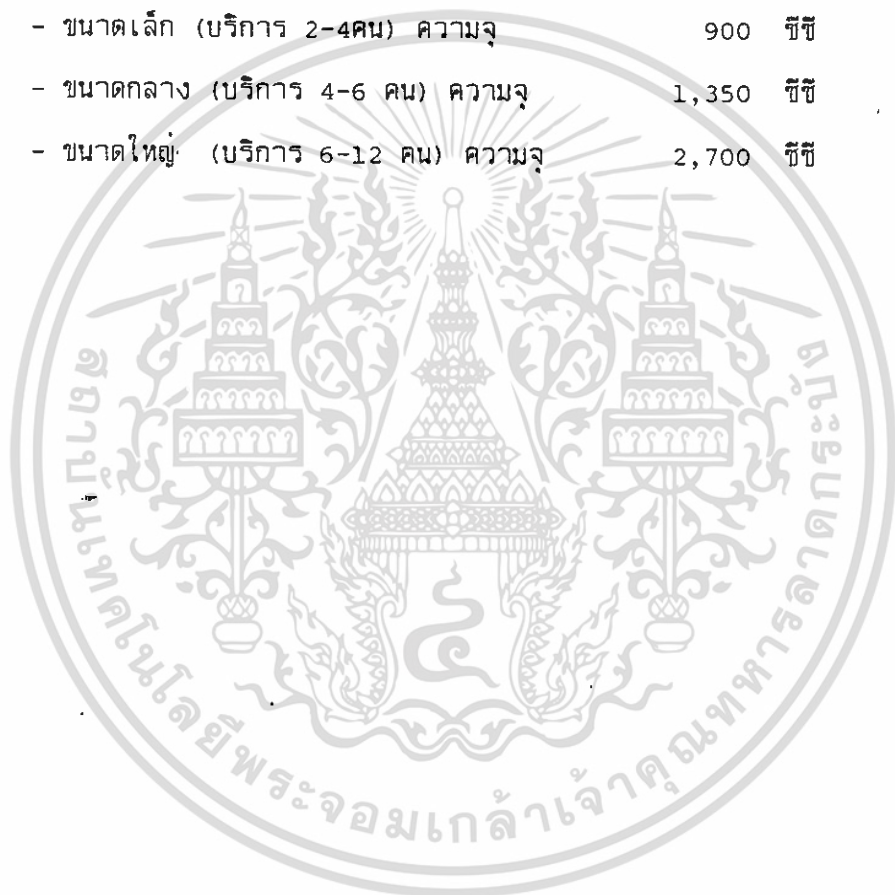 - ขนาดเล็ก (บริการ 2-4คน) ความจุ 900 ซีซี
- ขนาดกลาง (บริการ 4-6 คน) ความจุ 1,350 ซีซี
- ขนาดใหญ่ (บริการ 6-12 คน) ความจุ 2,700 ซีซี
สถาบันเทคโนโลยีพระจอมเกล้าเจ้าคุณทหารลาดกระบัง
๔